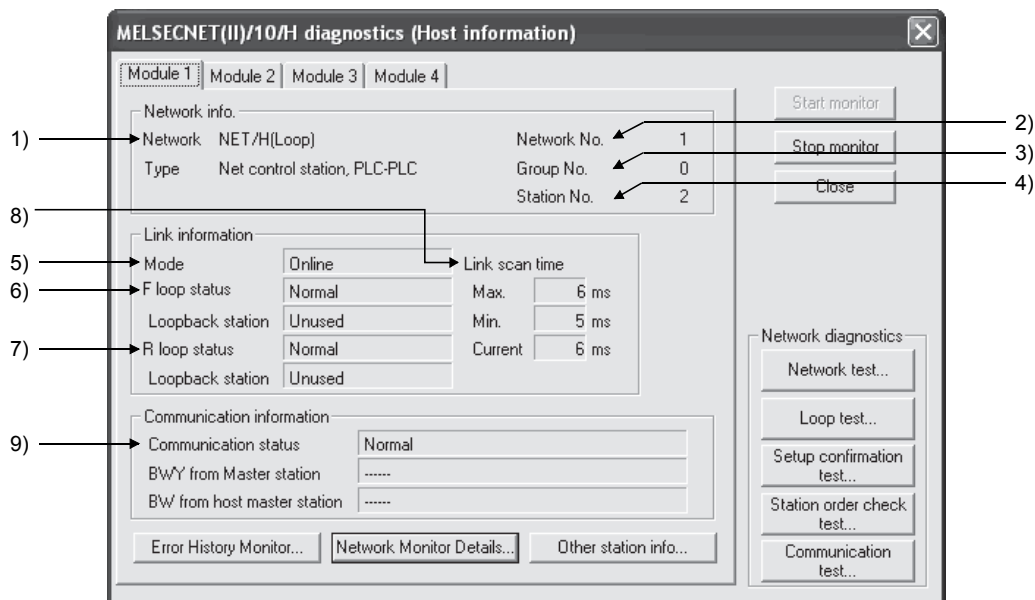 MELSECNET(II)/10/H diagnostics (Host information)
Module 1 Module 2 Module 3 Module 4
Start monitor
Stop monitor
Close
Network info.
1) Network NET/H(Loop) Network No. 1 2)
Type Net control station, PLC-PLC Group No. 0 3)
Station No. 2 4)
8)
Link information
5) Mode Online Link scan time
6) F loop status Normal Max. 6 ms
Loopback station Unused Min. 5 ms
7) R loop status Normal Current 6 ms
Loopback station Unused
Communication information
9) Communication status Normal
BWY from Master station ------
BW from host master station ------
Error History Monitor... Network Monitor Details... Other station info...
Network diagnostics
Network test...
Loop test...
Setup confirmation
test...
Station order check
test...
Communication
test...